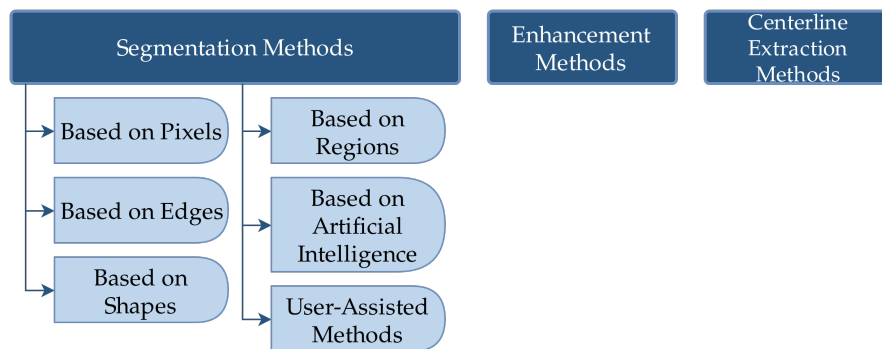 Segmentation Methods
Enhancement
Methods
Centerline
Extraction
Methods
Based on Pixels
Based on Edges
Based on
Shapes
Based on
Regions
Based on
Artificial
Intelligence
User-Assisted
Methods